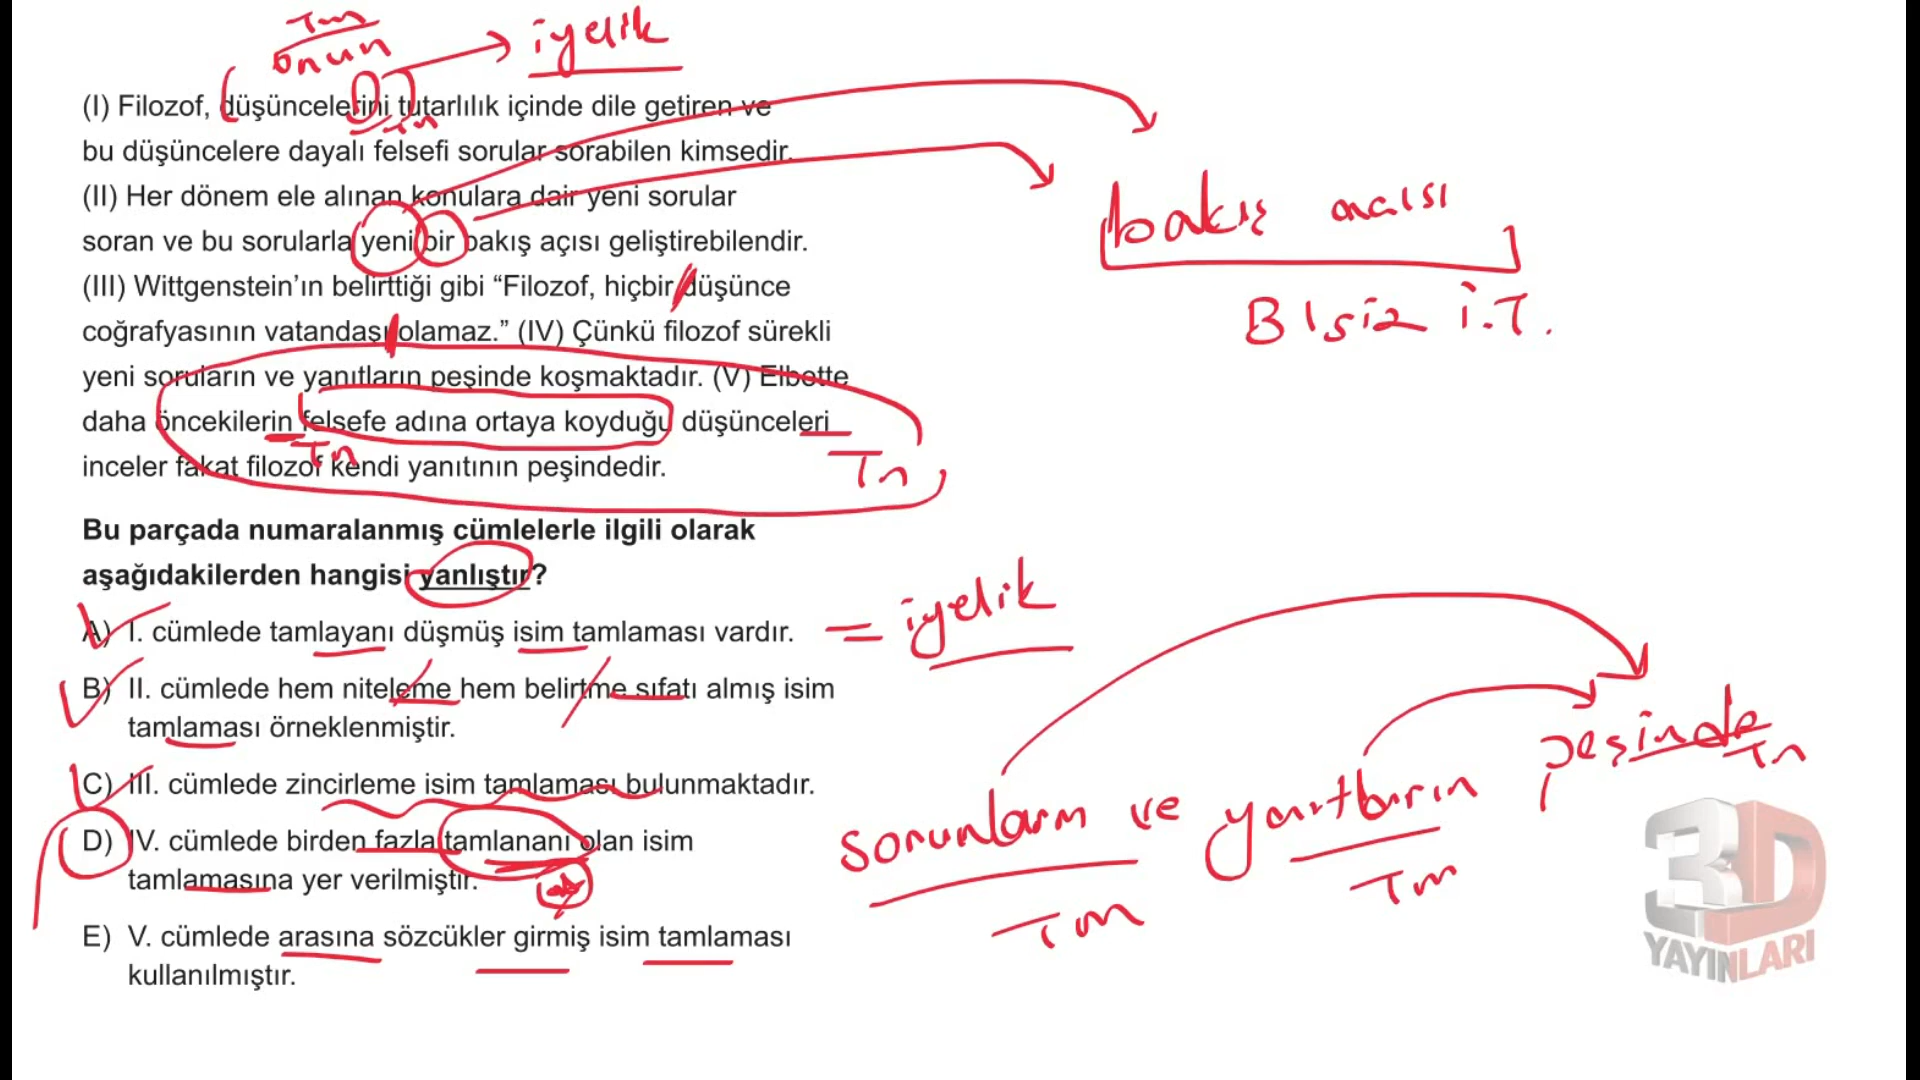 Tm
onun
iyelik
(I) Filozof, düşüncelerini tutarlılık içinde dile getiren ve
Tn
bu düşüncelere dayalı felsefi sorular sorabilen kimsedir.
(II) Her dönem ele alınan konulara dair yeni sorular
soran ve bu sorularla yeni bir bakış açısı geliştirebilendir.
bakış açısı
(III) Wittgenstein’ın belirttiği gibi “Filozof, hiçbir düşünce
B'siz i.T.
coğrafyasının vatandaşı olamaz.” (IV) Çünkü filozof sürekli
yeni soruların ve yanıtların peşinde koşmaktadır. (V) Elbette
daha öncekilerin felsefe adına ortaya koyduğu düşünceleri
Tn
Tn
inceler fakat filozof kendi yanıtının peşindedir.
Bu parçada numaralanmış cümlelerle ilgili olarak
aşağıdakilerden hangisi yanlıştır?
A) I. cümlede tamlayanı düşmüş isim tamlaması vardır.
= iyelik
B) II. cümlede hem niteleme hem belirtme sıfatı almış isim
tamlaması örneklenmiştir.
C) III. cümlede zincirleme isim tamlaması bulunmaktadır.
D) IV. cümlede birden fazla tamlananı olan isim
tamlamasına yer verilmiştir.
E) V. cümlede arasına sözcükler girmiş isim tamlaması
kullanılmıştır.
soruların ve yanıtların peşinde
Tm
Tm
Tn
3D
YAYINLARI